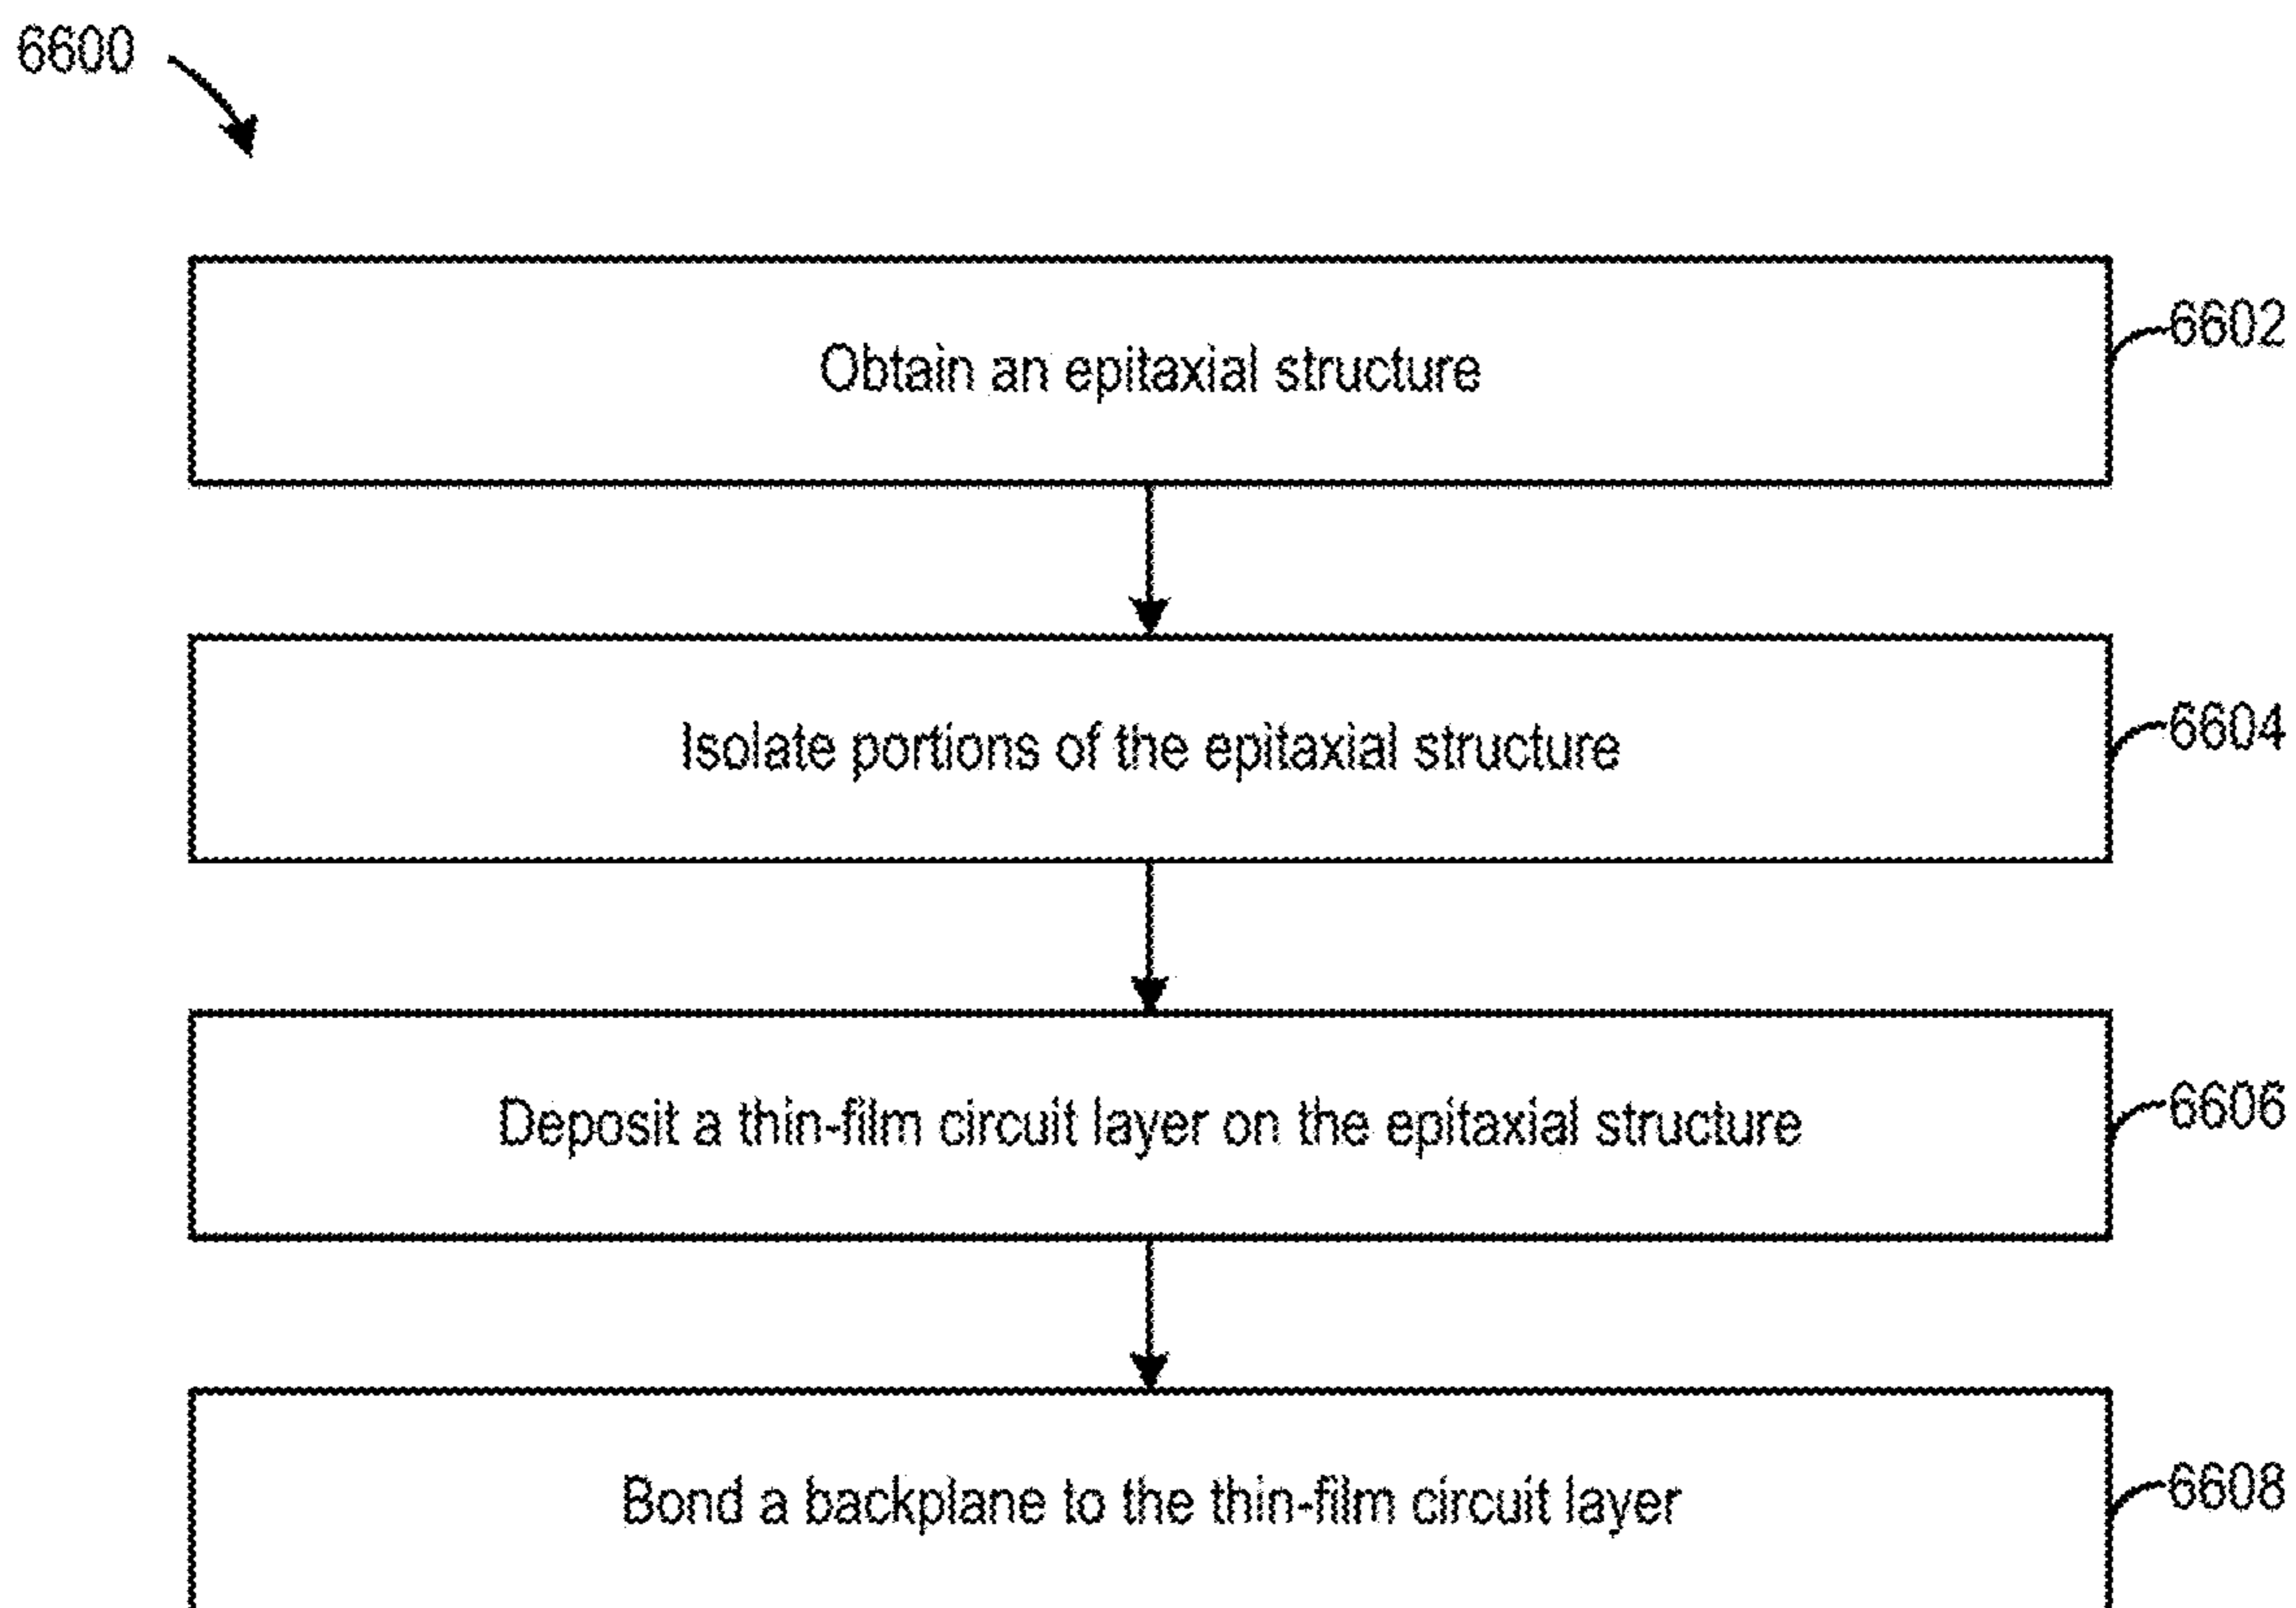 6600
Obtain an epitaxial structure
6602
Isolate portions of the epitaxial structure
6604
Deposit a thin-film circuit layer on the epitaxial structure
6606
Bond a backplane to the thin-film circuit layer
6608